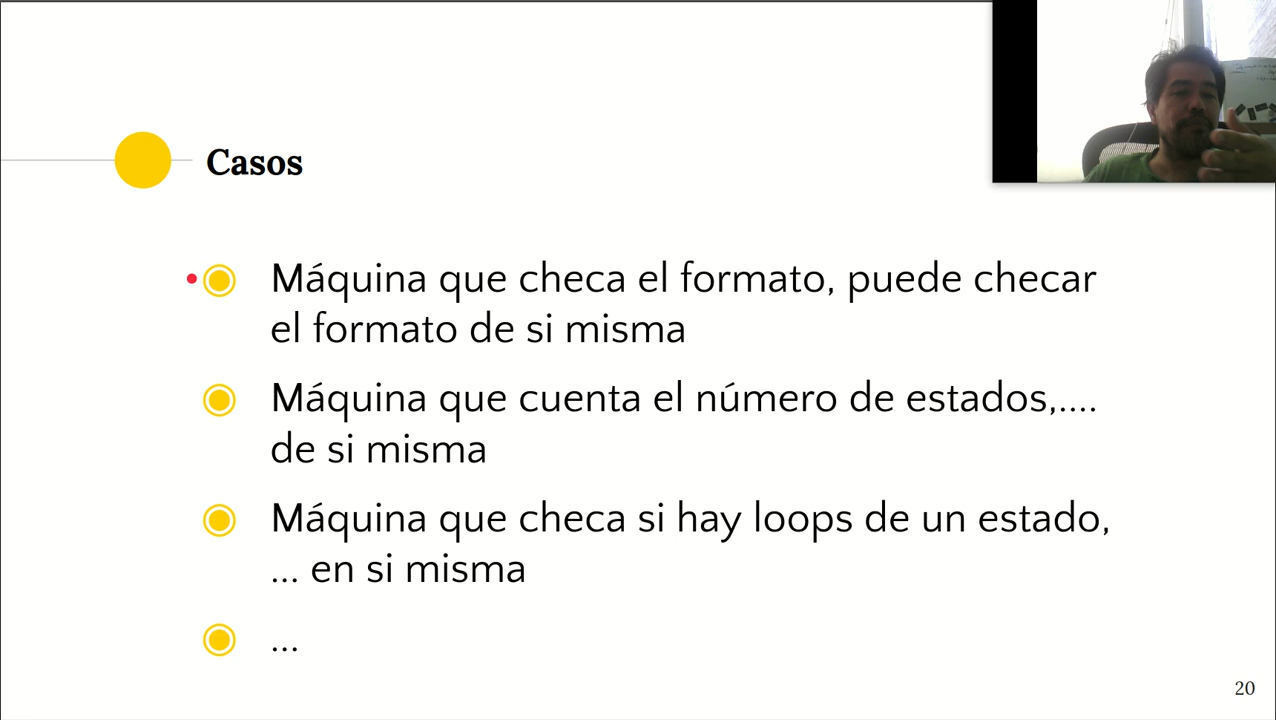 Casos
Máquina que checa el formato, puede checar
el formato de si misma
Máquina que cuenta el número de estados,....
de si misma
Máquina que checa si hay loops de un estado,
... en si misma
...
20